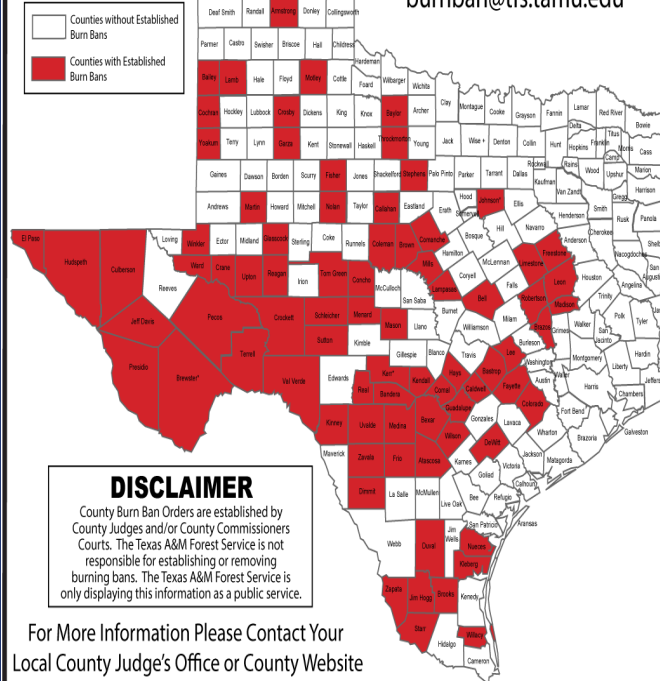 burnban@tfs.tamu.edu
Counties without Established
Burn Bans
Counties with Established
Burn Bans
Deaf Smith Randall Armstrong Donley Collingsworth
Parmer Castro Swisher Briscoe Hall Childress
Hardeman
Bailey Lamb Hale Floyd Motley Cottle Foard Wilbarger Wichita
Clay Montague Cooke Grayson Fannin Lamar Red River Bowie
Delta Titus
Cochran Hockley Lubbock Crosby Dickens King Knox Baylor Archer
Yoakum Terry Lynn Garza Kent Stonewall Haskell Throckmorton Young Jack Wise + Denton Collin Hunt Hopkins Franklin Morris Cass
Camp
Rockwall Rains Wood Upshur Marion
Gaines Dawson Borden Scurry Fisher Jones Shackelford Stephens Palo Pinto Parker Tarrant Dallas Kaufman Van Zandt Gregg Harrison
Andrews Martin Howard Mitchell Nolan Taylor Callahan Eastland Erath Hood Somervell Johnson* Ellis Henderson Smith Rusk Panola
El Paso Hudspeth Culberson Loving Winkler Ector Midland Glasscock Sterling Coke Runnels Coleman Brown Comanche Bosque Hill Navarro Anderson Cherokee
Hamilton Freestone Nacogdoches
Reeves Ward Crane Upton Reagan Irion Tom Green Concho McCulloch Mills Coryell McLennan Limestone Leon Houston Angelina
San Saba Lampasas Falls Robertson Madison Trinity
Jeff Davis Pecos Crockett Schleicher Menard Mason Llano Burnet Bell Milam Brazos Grimes Walker Polk Tyler
San
Jacinto
Sutton Kimble Williamson Burleson
Presidio Brewster* Terrell Val Verde Edwards Gillespie Blanco Travis Lee Washington Montgomery Liberty Hardin
Real Kerr* Kendall Hays Bastrop Austin Waller Harris Chambers
Bandera Comal Caldwell Fayette Colorado Fort Bend Galveston
Kinney Uvalde Medina Bexar Guadalupe Gonzales Lavaca Wharton Brazoria
Maverick Zavala Frio Atascosa Wilson Karnes DeWitt Jackson Matagorda
Victoria
Goliad Calhoun
Dimmit La Salle McMullen Live Oak Bee Refugio
San Patricio Aransas
Webb Duval Jim
Wells Nueces
Kleberg
Zapata Jim Hogg Brooks Kenedy
Starr Hidalgo Willacy
Cameron
DISCLAIMER
County Burn Ban Orders are established by
County Judges and/or County Commissioners
Courts. The Texas A&M Forest Service is not
responsible for establishing or removing
burning bans. The Texas A&M Forest Service is
only displaying this information as a public service.
For More Information Please Contact Your
Local County Judge's Office or County Website